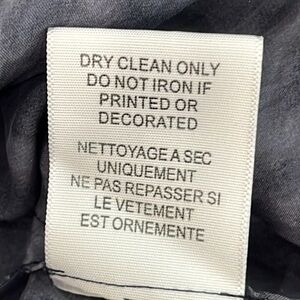 DRY CLEAN ONLY
DO NOT IRON IF
PRINTED OR
DECORATED
NETTOYAGE A SEC
UNIQUEMENT
NE PAS REPASSER SI
LE VETEMENT
EST ORNEMENTE